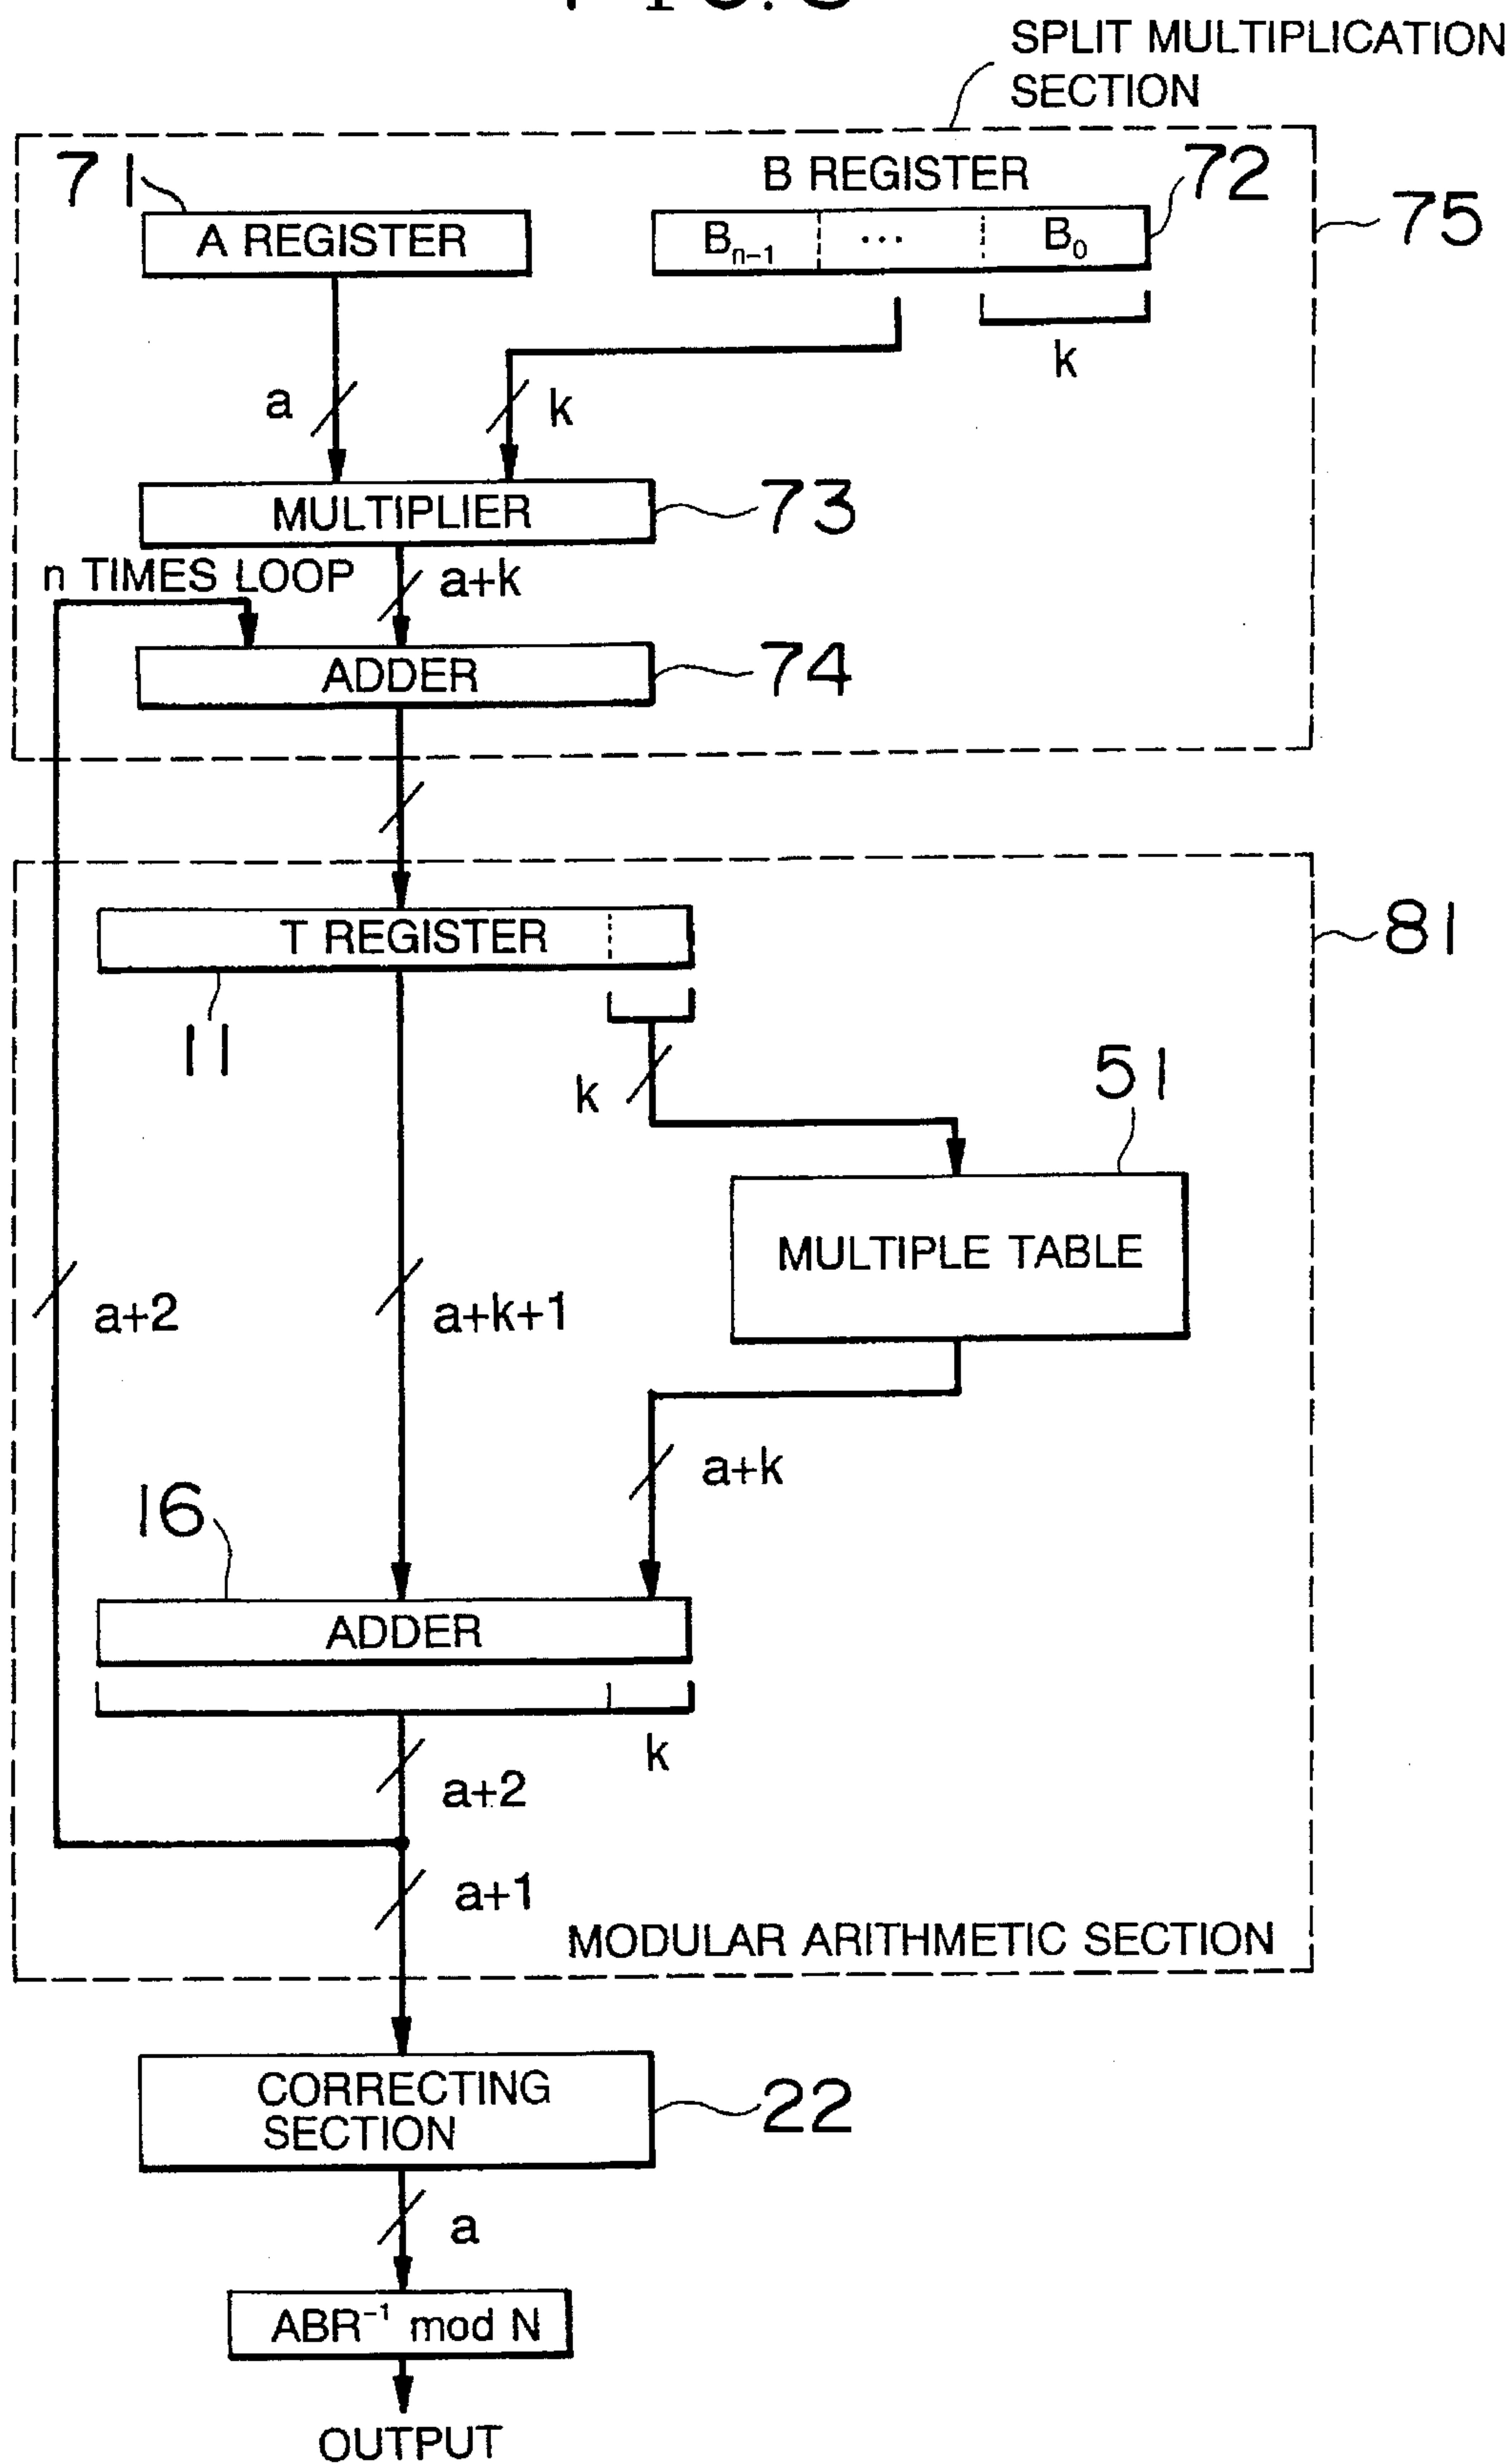 SPLIT MULTIPLICATION
SECTION
71
B REGISTER
72
75
A REGISTER
Bn-1
...
B0
k
a
k
MULTIPLIER
73
n TIMES LOOP
a+k
ADDER
74
T REGISTER
81
11
k
51
MULTIPLE TABLE
a+2
a+k+1
a+k
16
ADDER
k
a+2
a+1
MODULAR ARITHMETIC SECTION
CORRECTING
SECTION
22
a
ABR⁻¹ mod N
OUTPUT